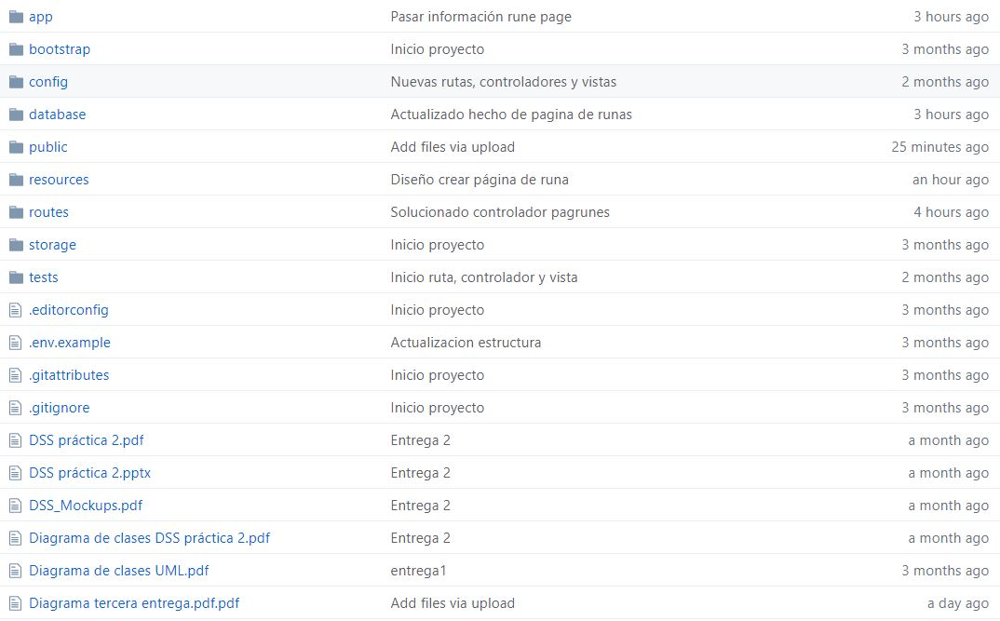 app Pasar información rune page 3 hours ago
bootstrap Inicio proyecto 3 months ago
config Nuevas rutas, controladores y vistas 2 months ago
database Actualizado hecho de pagina de runas 3 hours ago
public Add files via upload 25 minutes ago
resources Diseño crear página de runa an hour ago
routes Solucionado controlador pagrunes 4 hours ago
storage Inicio proyecto 3 months ago
tests Inicio ruta, controlador y vista 2 months ago
.editorconfig Inicio proyecto 3 months ago
.env.example Actualizacion estructura 3 months ago
.gitattributes Inicio proyecto 3 months ago
.gitignore Inicio proyecto 3 months ago
DSS práctica 2.pdf Entrega 2 a month ago
DSS práctica 2.pptx Entrega 2 a month ago
DSS_Mockups.pdf Entrega 2 a month ago
Diagrama de clases DSS práctica 2.pdf Entrega 2 a month ago
Diagrama de clases UML.pdf entrega1 3 months ago
Diagrama tercera entrega.pdf.pdf Add files via upload a day ago